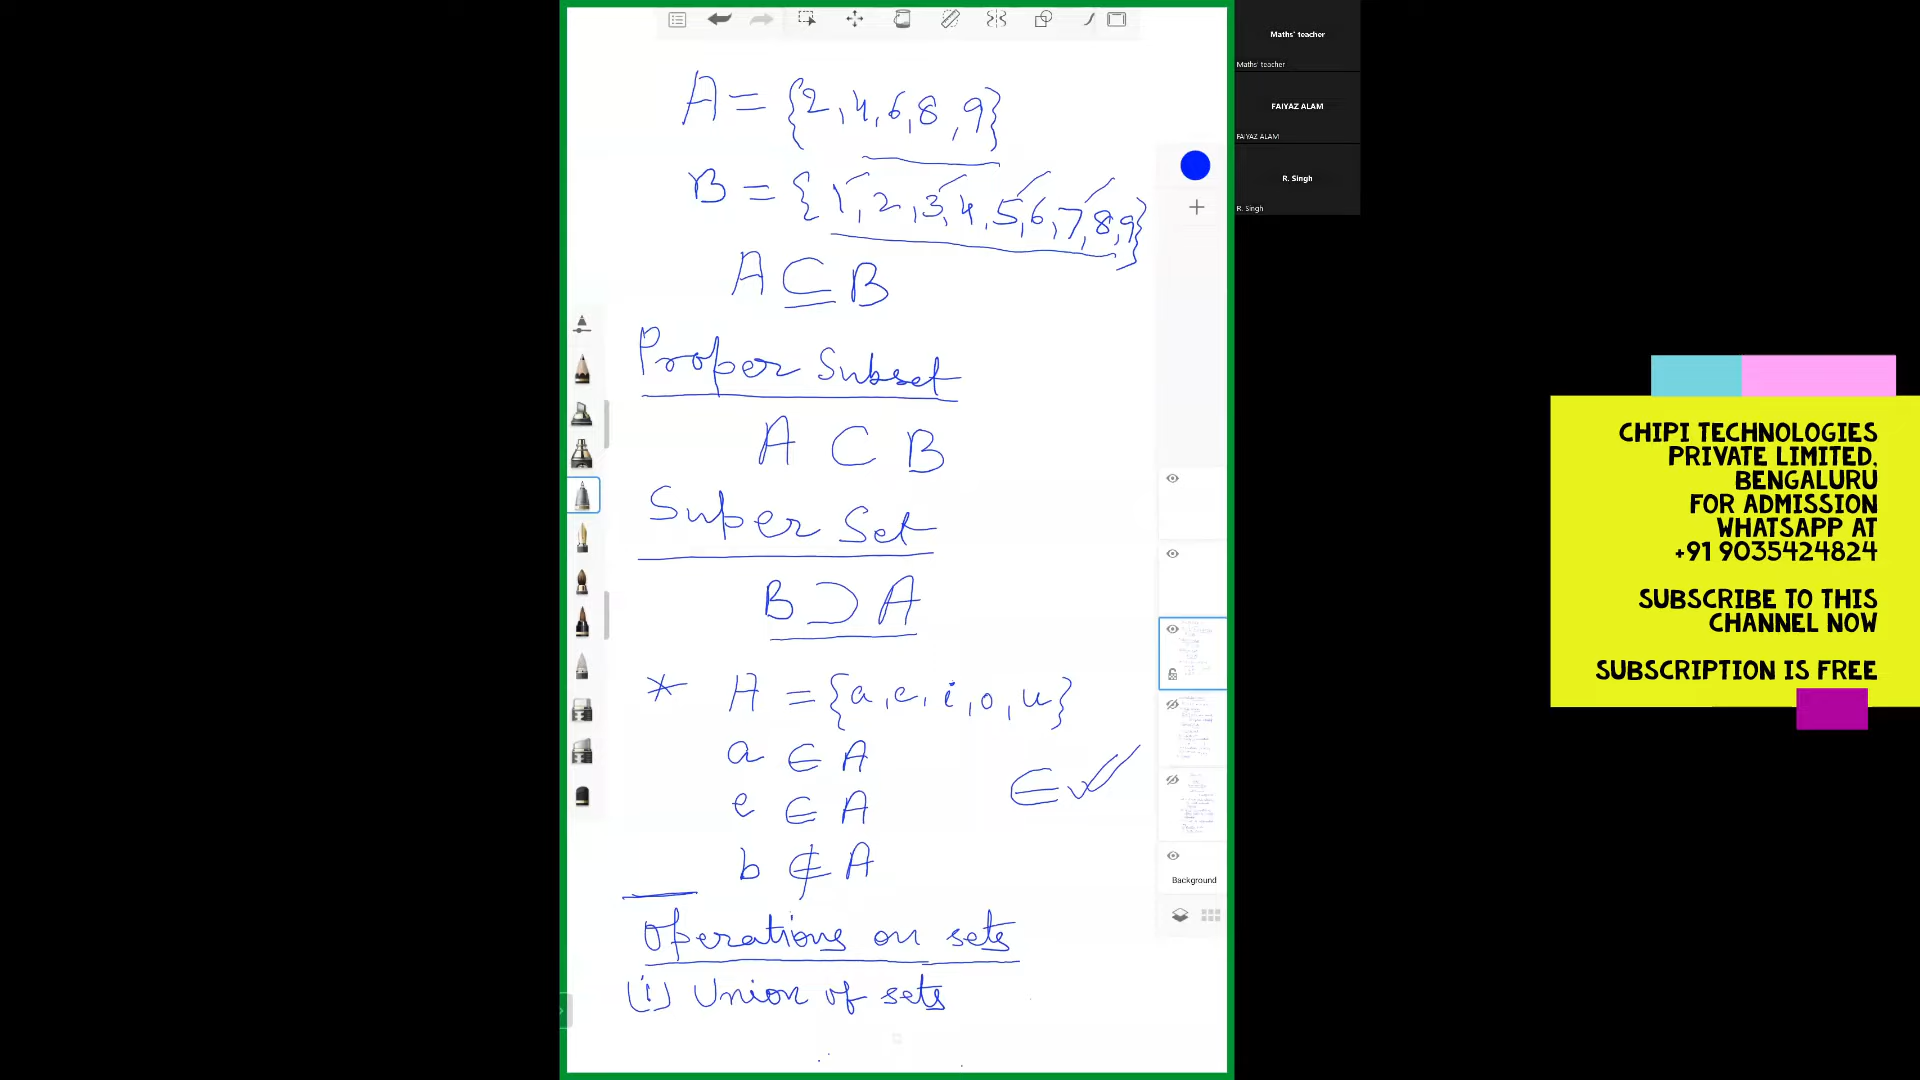 A = {2,4,6,8,9}
B = {1,2,3,4,5,6,7,8,9}
A ⊆ B
Proper Subset
A ⊂ B
Super Set
B ⊃ A
* A = {a,e,i,o,u}
a ∈ A
e ∈ A
∈ ✓
b ∉ A
Operations on sets
(i) Union of sets
Background
Maths' teacher
Maths' teacher
FAIYAZ ALAM
FAIYAZ ALAM
R. Singh
R. Singh
CHIPI TECHNOLOGIES
PRIVATE LIMITED,
BENGALURU
FOR ADMISSION
WHATSAPP AT
+91 9035424824
SUBSCRIBE TO THIS
CHANNEL NOW
SUBSCRIPTION IS FREE